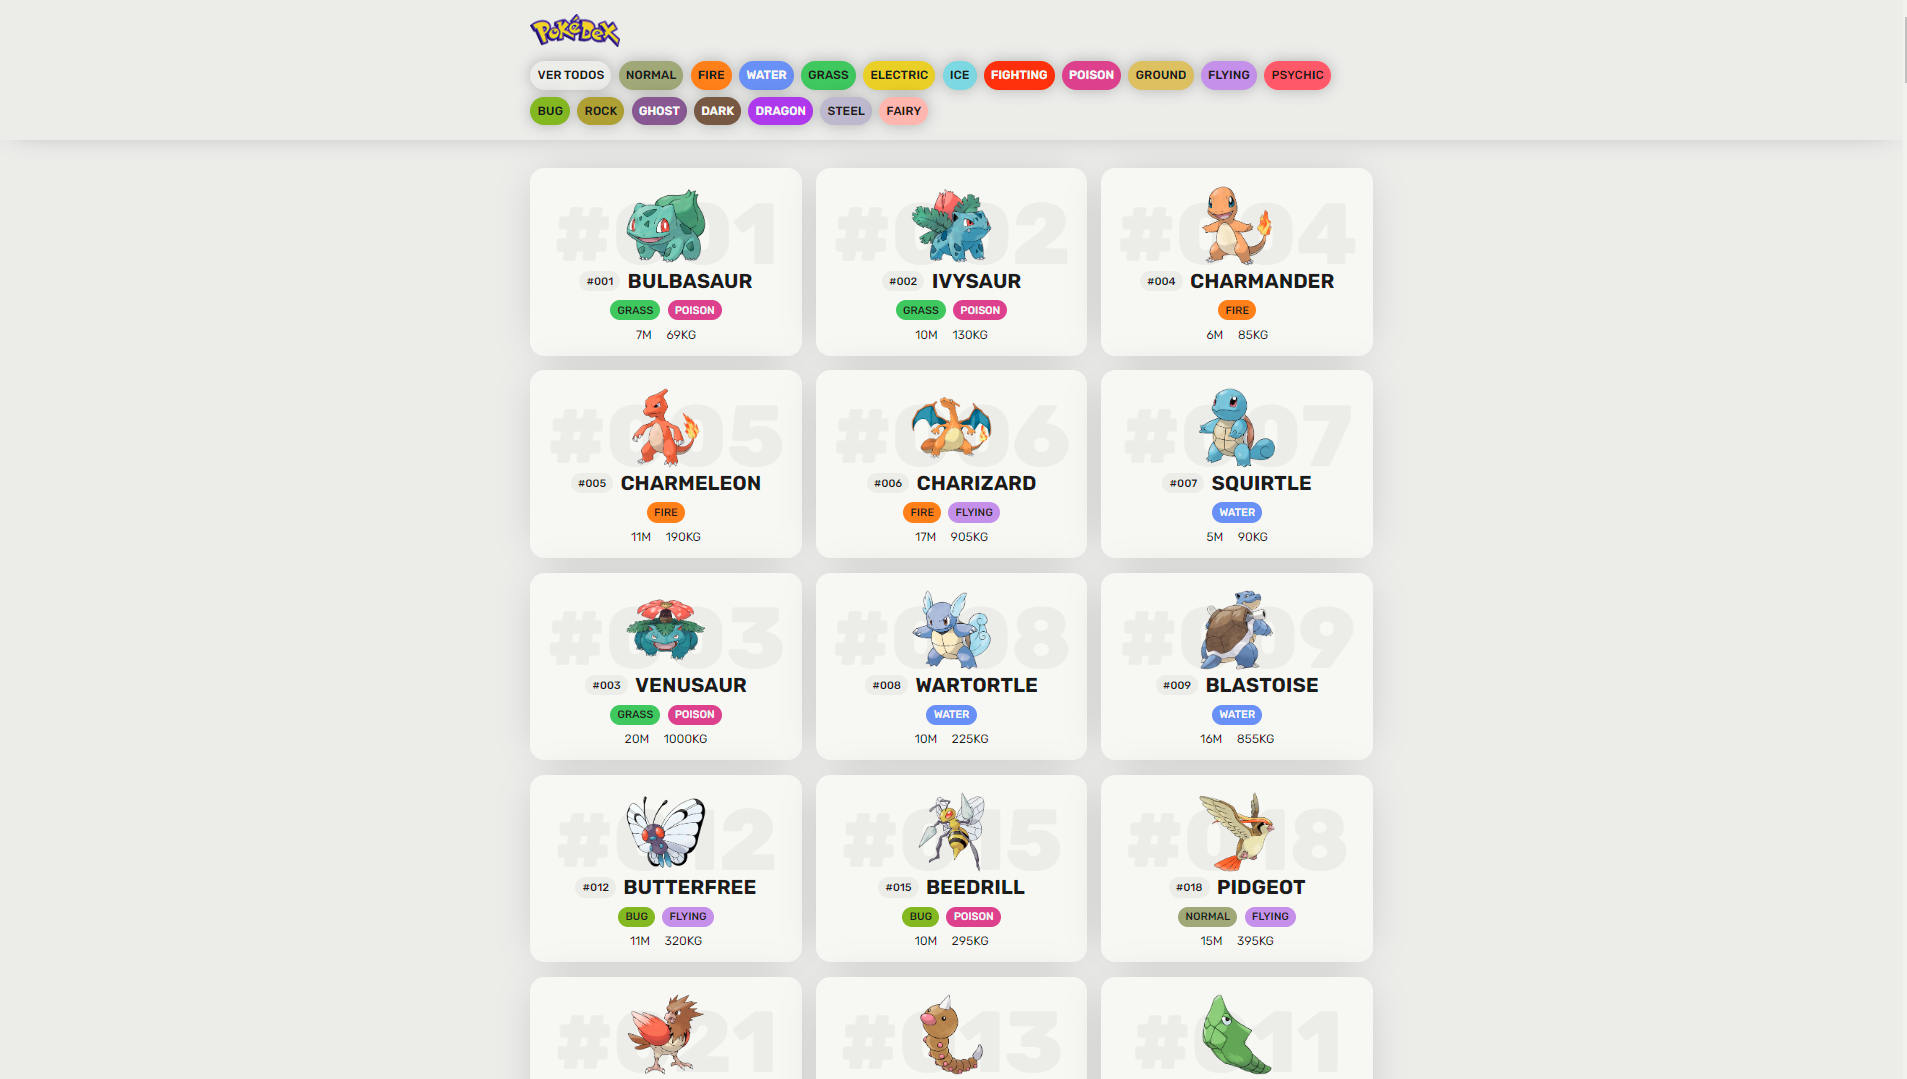 PokéDex
VER TODOS NORMAL FIRE WATER GRASS ELECTRIC ICE FIGHTING POISON GROUND FLYING PSYCHIC
BUG ROCK GHOST DARK DRAGON STEEL FAIRY
#001 #002 #004
#001 BULBASAUR #002 IVYSAUR #004 CHARMANDER
GRASS POISON GRASS POISON FIRE
7M 69KG 10M 130KG 6M 85KG
#005 #006 #007
#005 CHARMELEON #006 CHARIZARD #007 SQUIRTLE
FIRE FIRE FLYING WATER
11M 190KG 17M 905KG 5M 90KG
#003 #008 #009
#003 VENUSAUR #008 WARTORTLE #009 BLASTOISE
GRASS POISON WATER WATER
20M 1000KG 10M 225KG 16M 855KG
#012 #015 #018
#012 BUTTERFREE #015 BEEDRILL #018 PIDGEOT
BUG FLYING BUG POISON NORMAL FLYING
11M 320KG 10M 295KG 15M 395KG
#021 #013 #011